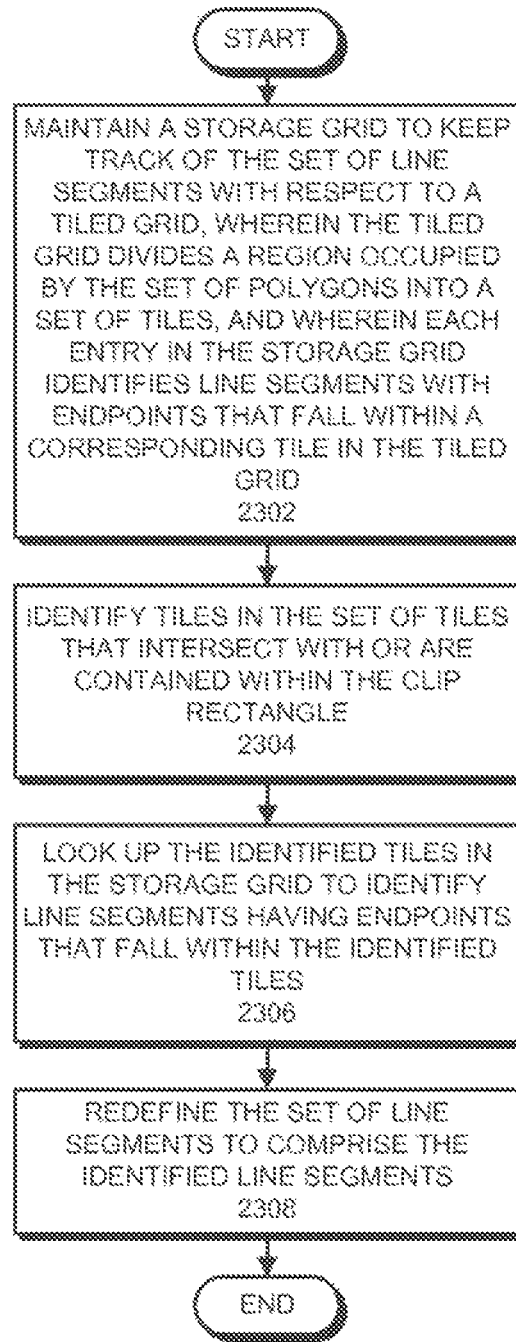 START
MAINTAIN A STORAGE GRID TO KEEP
TRACK OF THE SET OF LINE
SEGMENTS WITH RESPECT TO A
TILED GRID, WHEREIN THE TILED
GRID DIVIDES A REGION OCCUPIED
BY THE SET OF POLYGONS INTO A
SET OF TILES, AND WHEREIN EACH
ENTRY IN THE STORAGE GRID
IDENTIFIES LINE SEGMENTS WITH
ENDPOINTS THAT FALL WITHIN A
CORRESPONDING TILE IN THE TILED
GRID
2302
IDENTIFY TILES IN THE SET OF TILES
THAT INTERSECT WITH OR ARE
CONTAINED WITHIN THE CLIP
RECTANGLE
2304
LOOK UP THE IDENTIFIED TILES IN
THE STORAGE GRID TO IDENTIFY
LINE SEGMENTS HAVING ENDPOINTS
THAT FALL WITHIN THE IDENTIFIED
TILES
2306
REDEFINE THE SET OF LINE
SEGMENTS TO COMPRISE THE
IDENTIFIED LINE SEGMENTS
2308
END